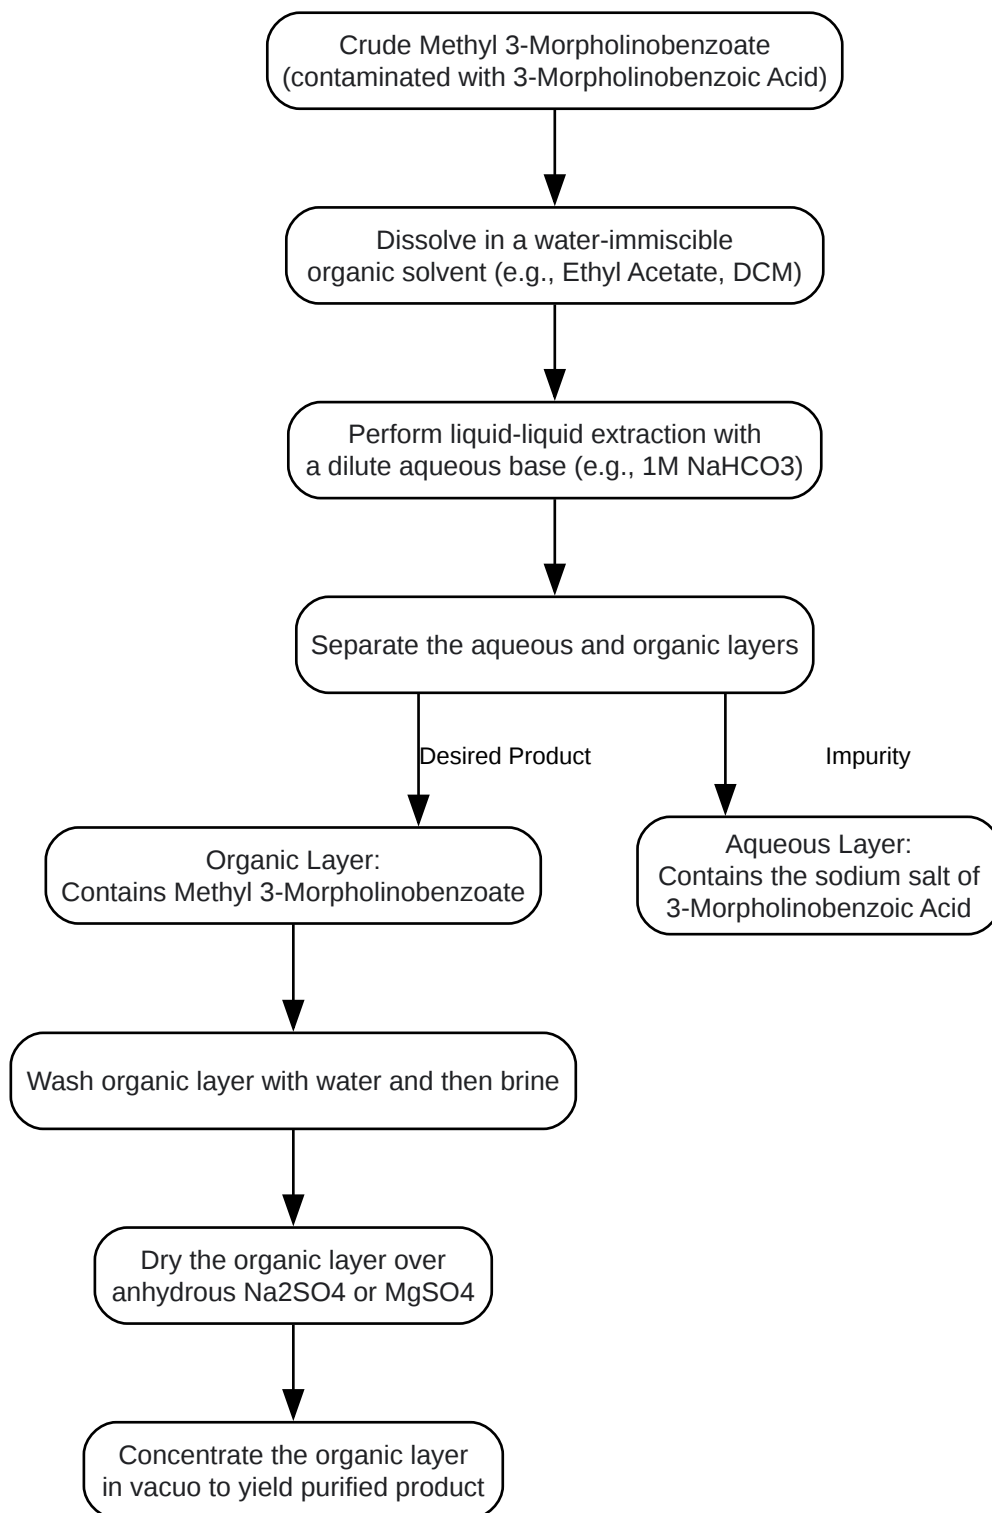 Crude Methyl 3-Morpholinobenzoate
(contaminated with 3-Morpholinobenzoic Acid)
Dissolve in a water-immiscible
organic solvent (e.g., Ethyl Acetate, DCM)
Perform liquid-liquid extraction with
a dilute aqueous base (e.g., 1M NaHCO3)
Separate the aqueous and organic layers
Desired Product
Impurity
Organic Layer:
Contains Methyl 3-Morpholinobenzoate
Aqueous Layer:
Contains the sodium salt of
3-Morpholinobenzoic Acid
Wash organic layer with water and then brine
Dry the organic layer over
anhydrous Na2SO4 or MgSO4
Concentrate the organic layer
in vacuo to yield purified product